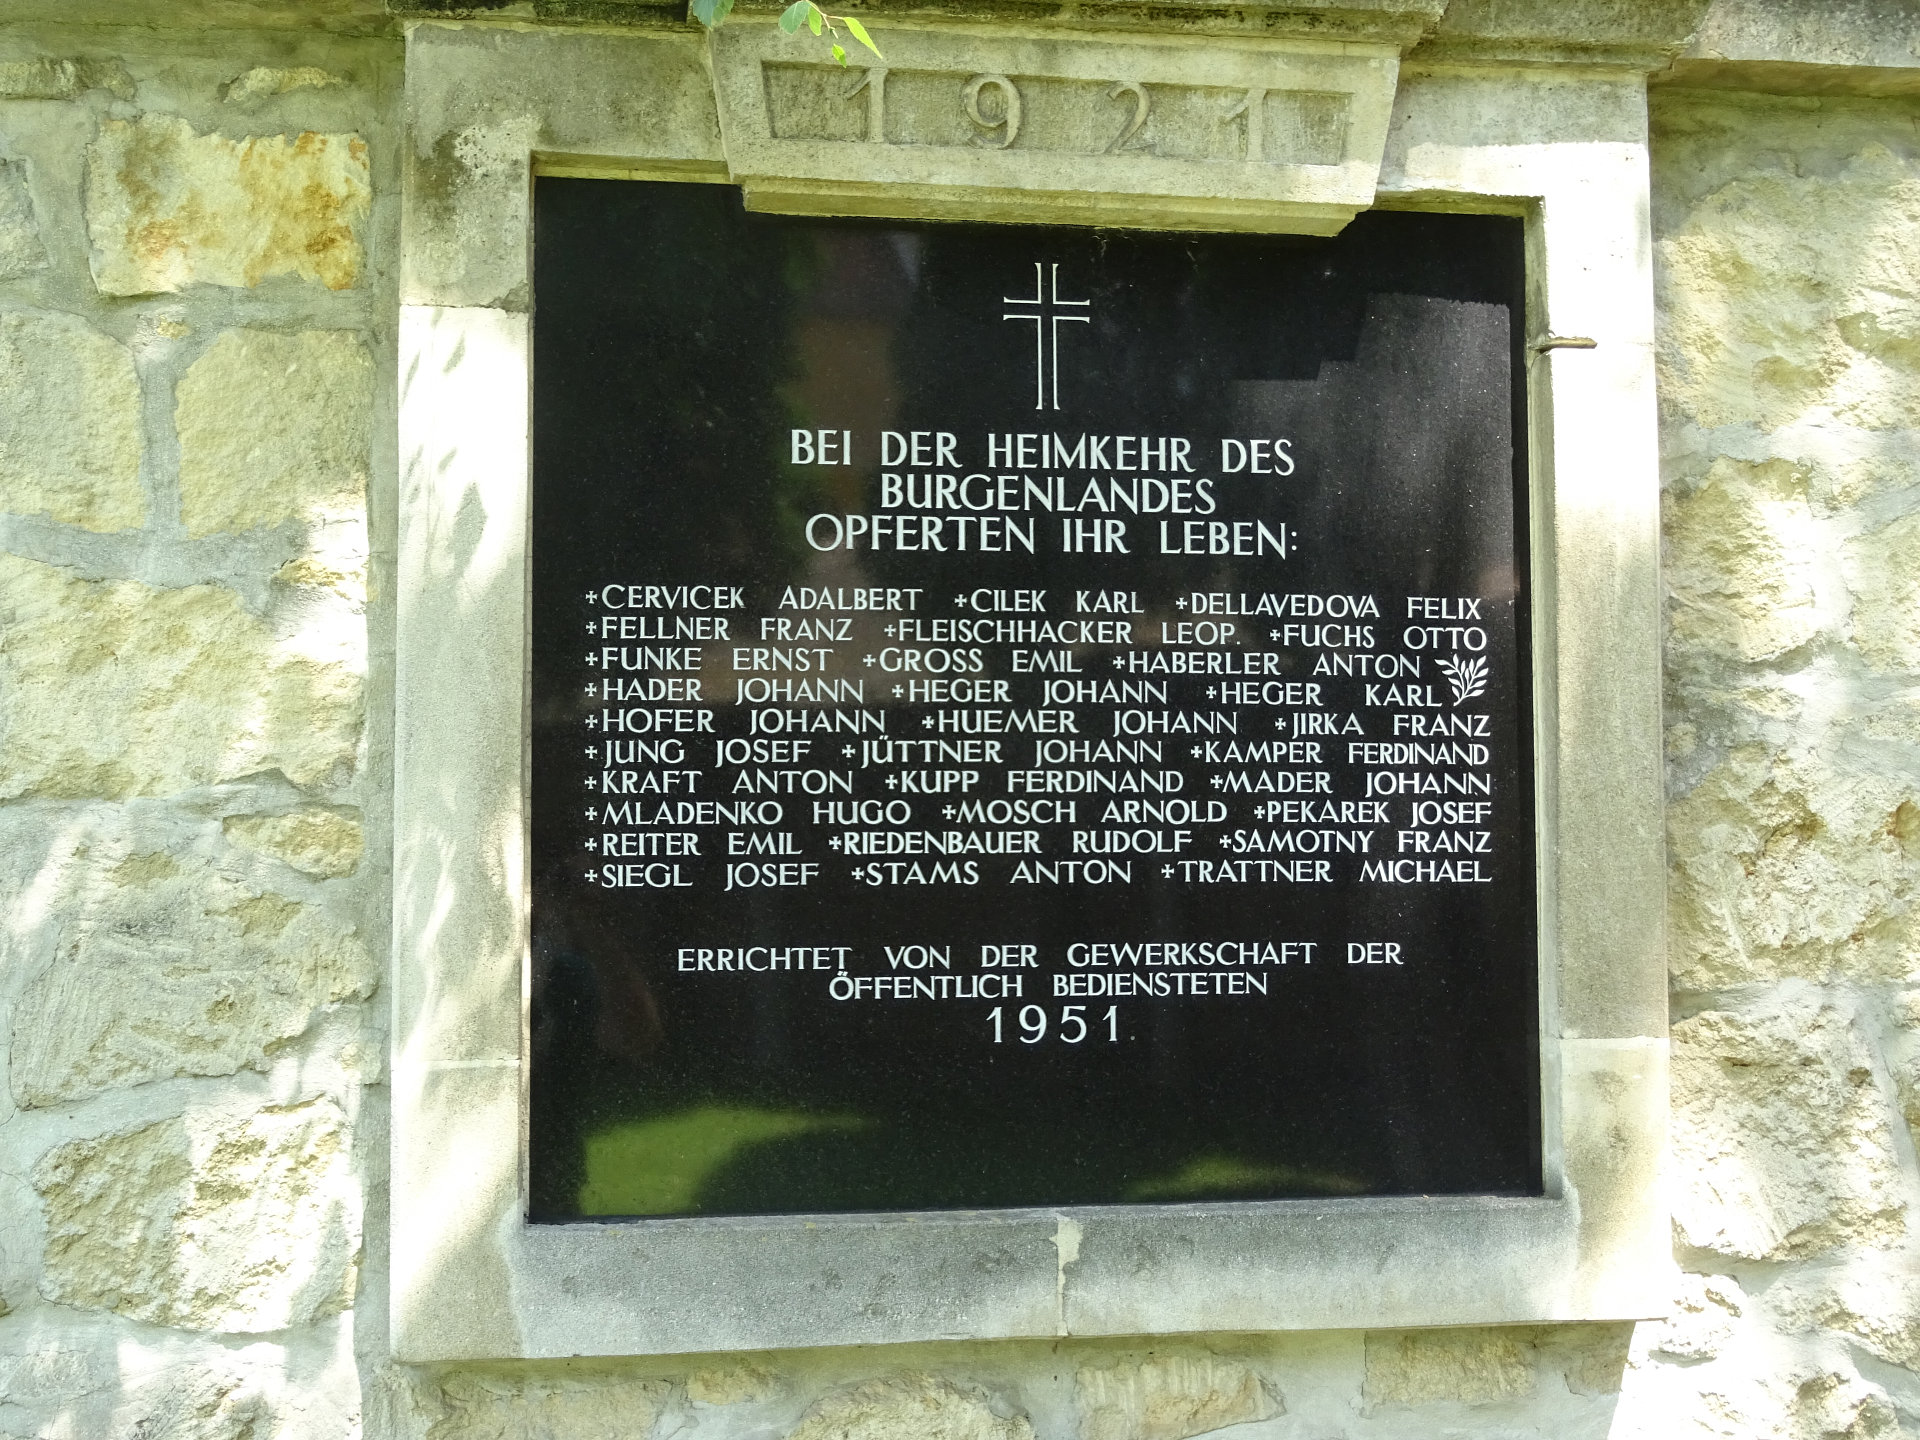 1921
BEI DER HEIMKEHR DES
BURGENLANDES
OPFERTEN IHR LEBEN:
+CERVICEK ADALBERT +CILEK KARL +DELLAVEDOVA FELIX
+FELLNER FRANZ +FLEISCHHACKER LEOP. +FUCHS OTTO
+FUNKE ERNST +GROSS EMIL +HABERLER ANTON
+HADER JOHANN +HEGER JOHANN +HEGER KARL
+HOFER JOHANN +HUEMER JOHANN +JIRKA FRANZ
+JUNG JOSEF +JÜTTNER JOHANN +KAMPER FERDINAND
+KRAFT ANTON +KUPP FERDINAND +MADER JOHANN
+MLADENKO HUGO +MOSCH ARNOLD +PEKAREK JOSEF
+REITER EMIL +RIEDENBAUER RUDOLF +SAMOTNY FRANZ
+SIEGL JOSEF +STAMS ANTON +TRATTNER MICHAEL
ERRICHTET VON DER GEWERKSCHAFT DER
ÖFFENTLICH BEDIENSTETEN
1951.